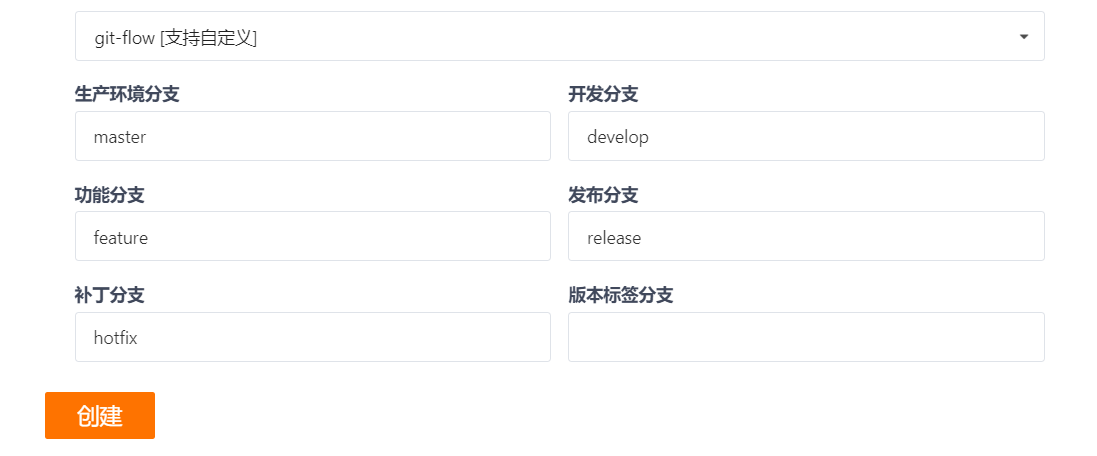 git-flow [支持自定义]
生产环境分支
开发分支
master
develop
功能分支
发布分支
feature
release
补丁分支
版本标签分支
hotfix
创建